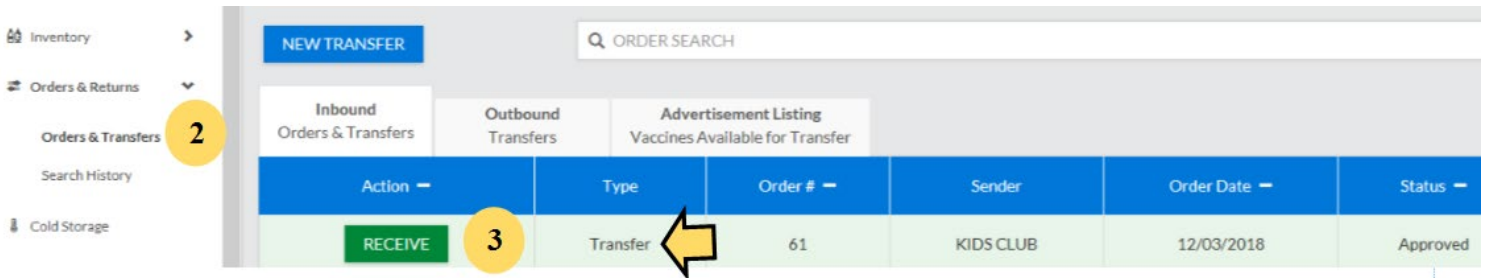 Inventory
Orders & Returns
Orders & Transfers
2
Search History
Cold Storage
NEW TRANSFER
ORDER SEARCH
Inbound
Orders & Transfers
Outbound
Transfers
Advertisement Listing
Vaccines Available for Transfer
Action Type Order # Sender Order Date Status
RECEIVE 3 Transfer 61 KIDS CLUB 12/03/2018 Approved